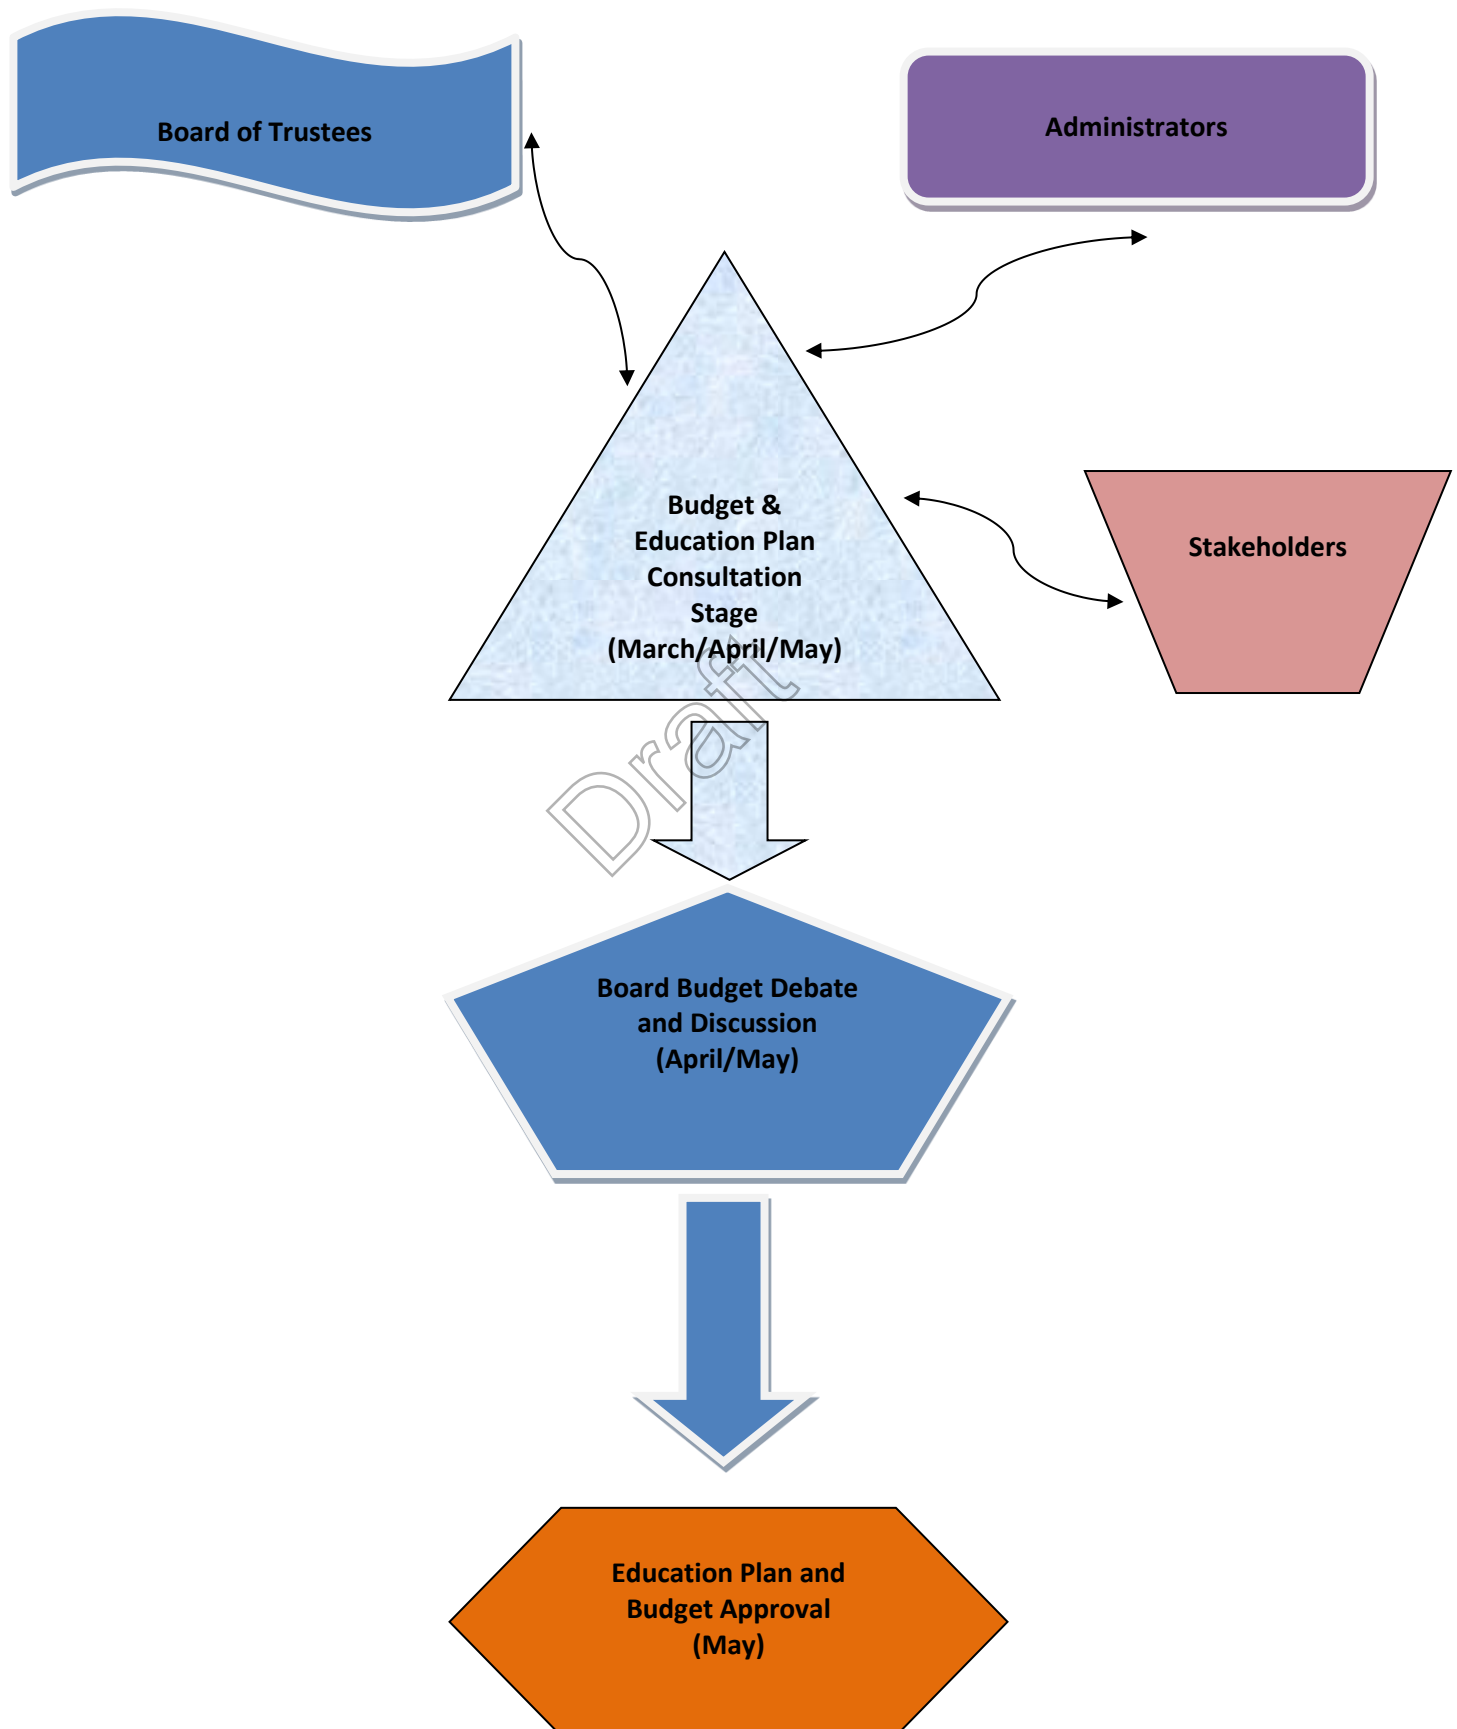 Board of Trustees
Administrators
Budget &
Education Plan
Consultation
Stage
(March/April/May)
Stakeholders
Draft
Board Budget Debate
and Discussion
(April/May)
Education Plan and
Budget Approval
(May)